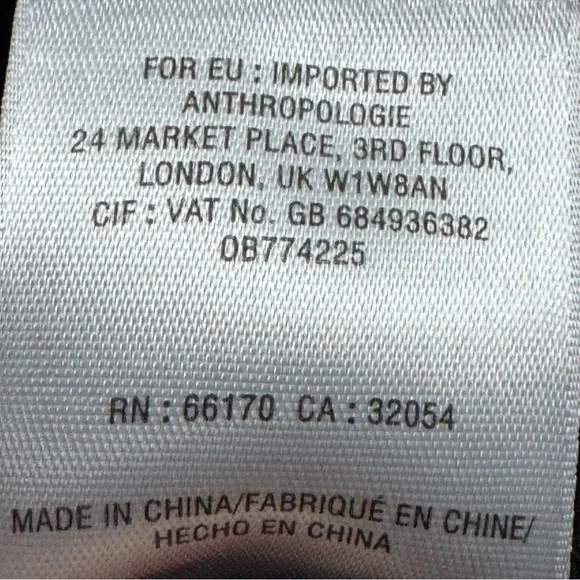 FOR EU : IMPORTED BY
ANTHROPOLOGIE
24 MARKET PLACE, 3RD FLOOR,
LONDON, UK W1W8AN
CIF : VAT No. GB 684936382
OB774225
RN : 66170 CA : 32054
MADE IN CHINA/FABRIQUÉ EN CHINE/
HECHO EN CHINA